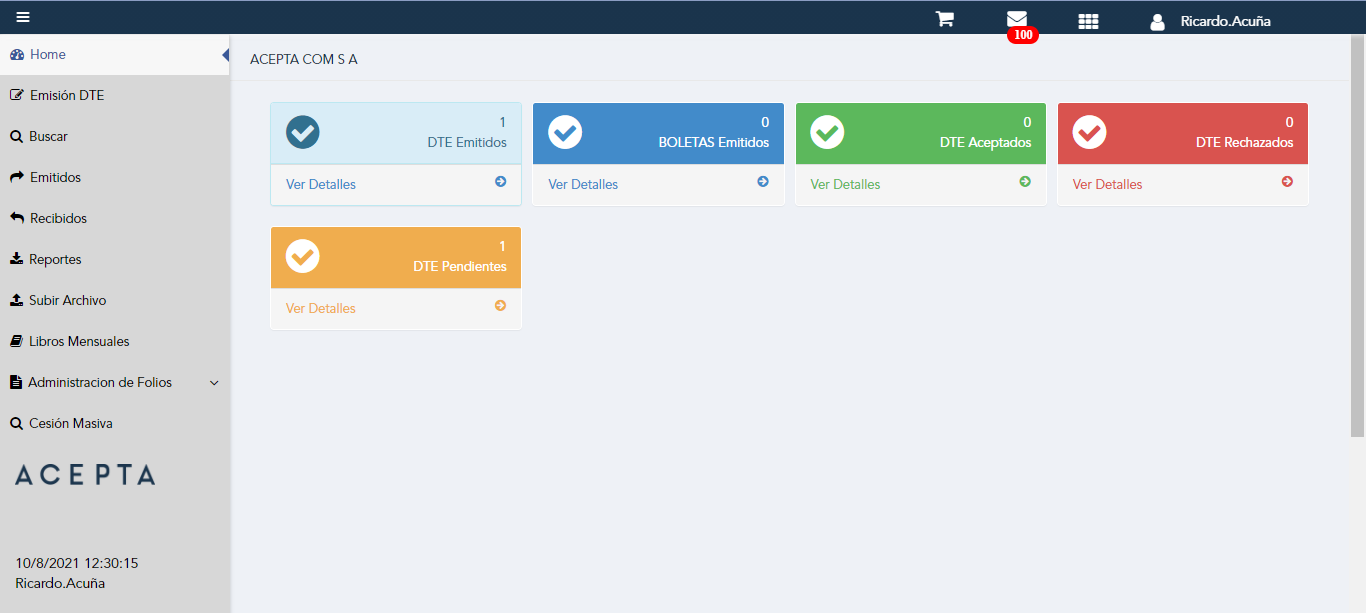 Ricardo.Acuña
100
Home
Emisión DTE
Buscar
Emitidos
Recibidos
Reportes
Subir Archivo
Libros Mensuales
Administracion de Folios
Cesión Masiva
ACEPTA
10/8/2021 12:30:15
Ricardo.Acuña
ACEPTA COM S A
1
DTE Emitidos
Ver Detalles
0
BOLETAS Emitidos
Ver Detalles
0
DTE Aceptados
Ver Detalles
0
DTE Rechazados
Ver Detalles
1
DTE Pendientes
Ver Detalles